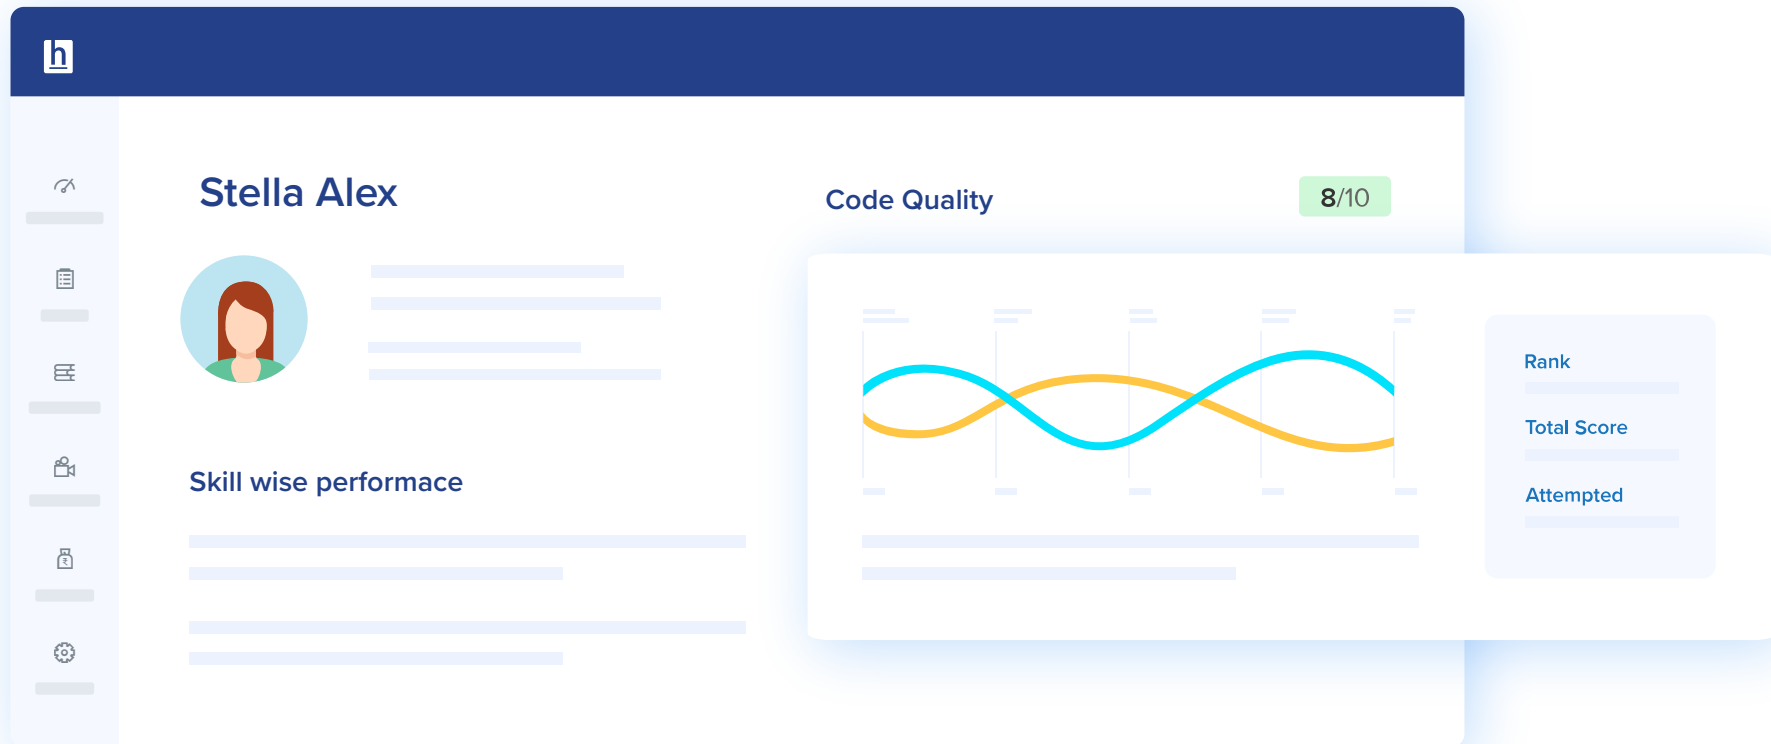 h
Stella Alex
Code Quality
8/10
Skill wise performace
Rank
Total Score
Attempted
₹